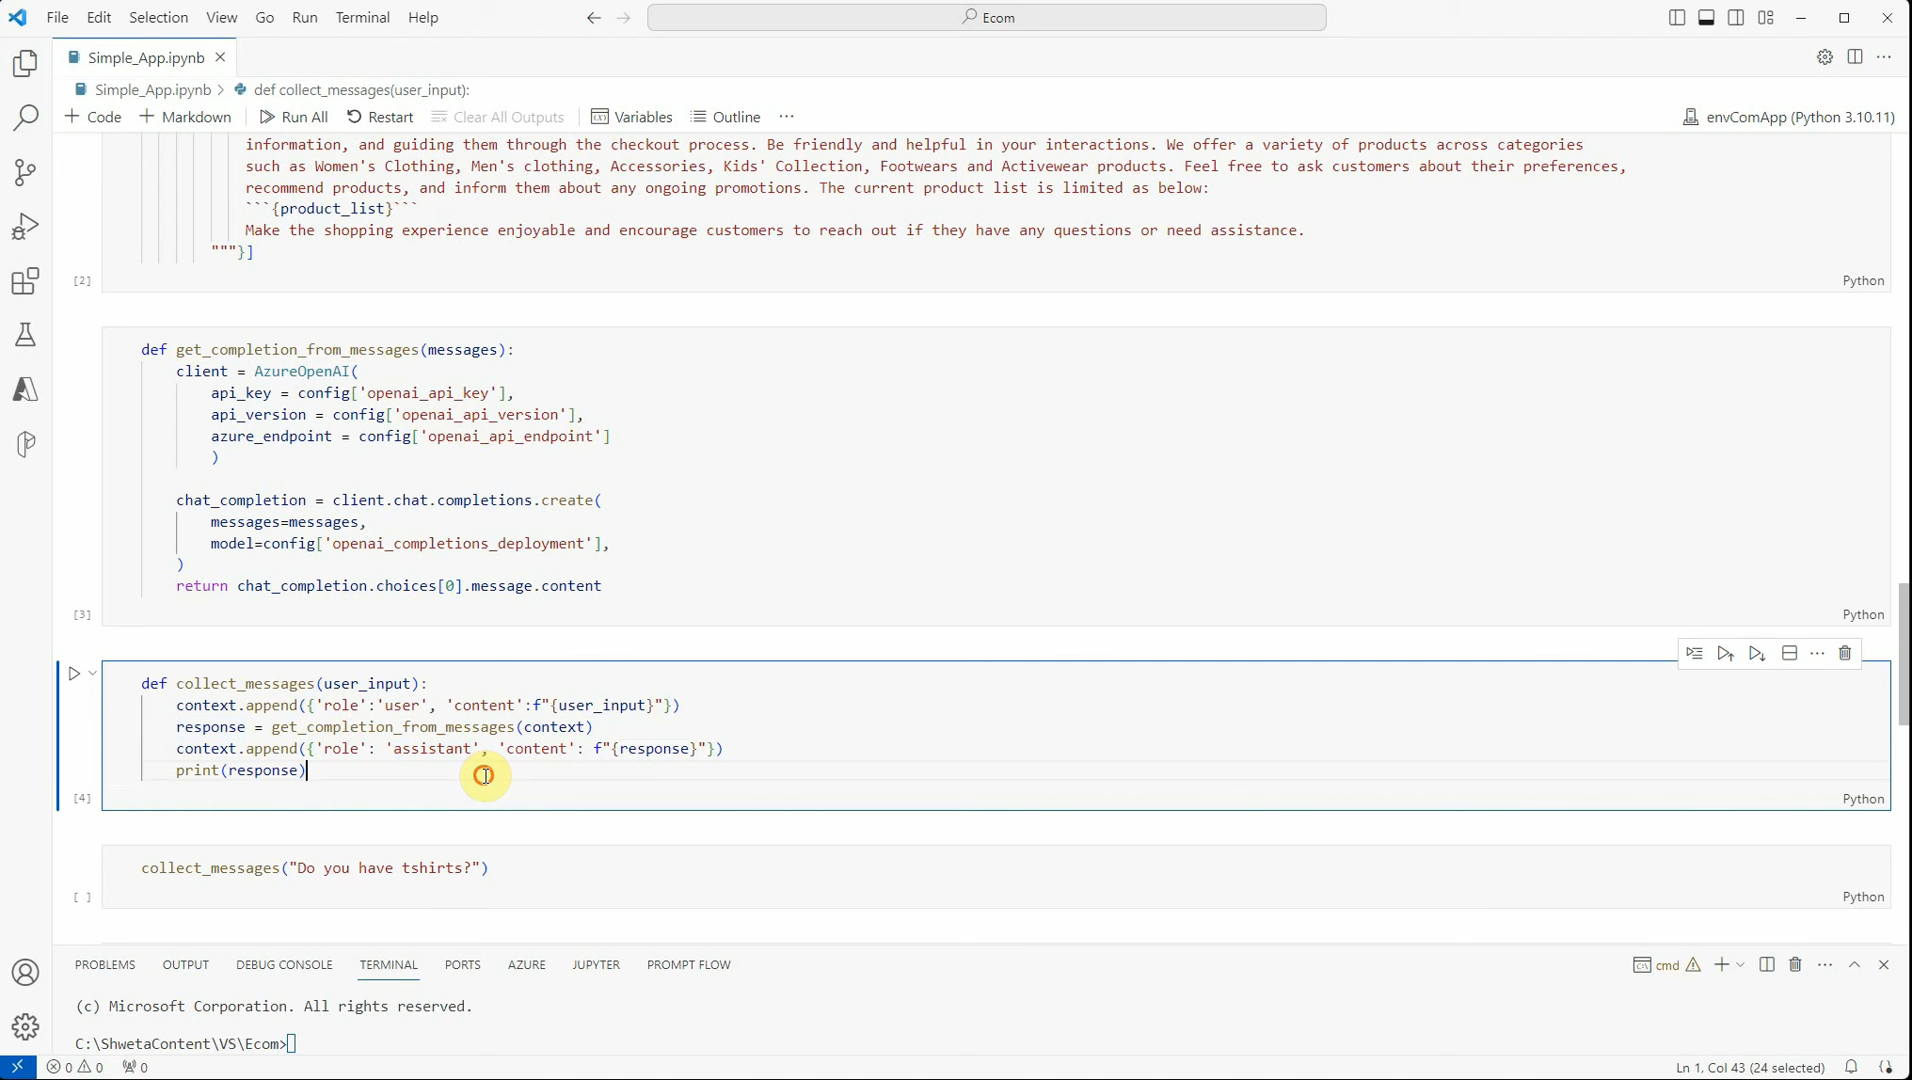 File Edit Selection View Go Run Terminal Help Ecom
Simple_App.ipynb
Simple_App.ipynb > def collect_messages(user_input):
Code Markdown Run All Restart Clear All Outputs Variables Outline ... envComApp (Python 3.10.11)
information, and guiding them through the checkout process. Be friendly and helpful in your interactions. We offer a variety of products across categories
such as Women's Clothing, Men's clothing, Accessories, Kids' Collection, Footwears and Activewear products. Feel free to ask customers about their preferences,
recommend products, and inform them about any ongoing promotions. The current product list is limited as below:
```{product_list}```
Make the shopping experience enjoyable and encourage customers to reach out if they have any questions or need assistance.
"""}]
[2] Python
def get_completion_from_messages(messages):
client = AzureOpenAI(
api_key = config['openai_api_key'],
api_version = config['openai_api_version'],
azure_endpoint = config['openai_api_endpoint']
)
chat_completion = client.chat.completions.create(
messages=messages,
model=config['openai_completions_deployment'],
)
return chat_completion.choices[0].message.content
[3] Python
def collect_messages(user_input):
context.append({'role':'user', 'content':f"{user_input}"})
response = get_completion_from_messages(context)
context.append({'role': 'assistant', 'content': f"{response}"})
print(response)
[4] Python
collect_messages("Do you have tshirts?")
[ ] Python
PROBLEMS OUTPUT DEBUG CONSOLE TERMINAL PORTS AZURE JUPYTER PROMPT FLOW cmd
(c) Microsoft Corporation. All rights reserved.
C:\ShwetaContent\VS\Ecom>
0 0 0 Ln 1, Col 43 (24 selected)